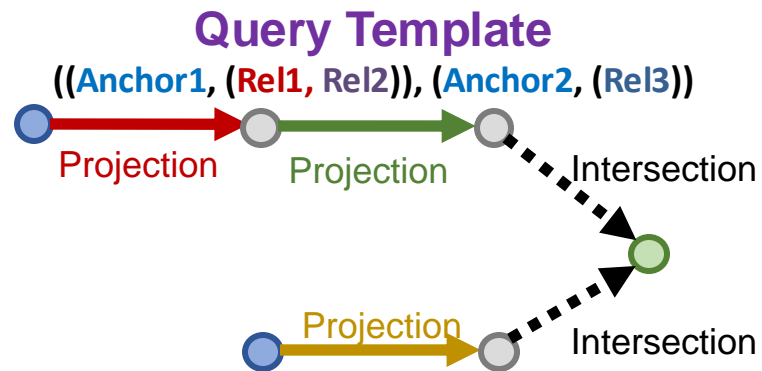 Query Template
((Anchor1, (Rel1, Rel2)), (Anchor2, (Rel3))
Projection
Projection
Intersection
Projection
Intersection